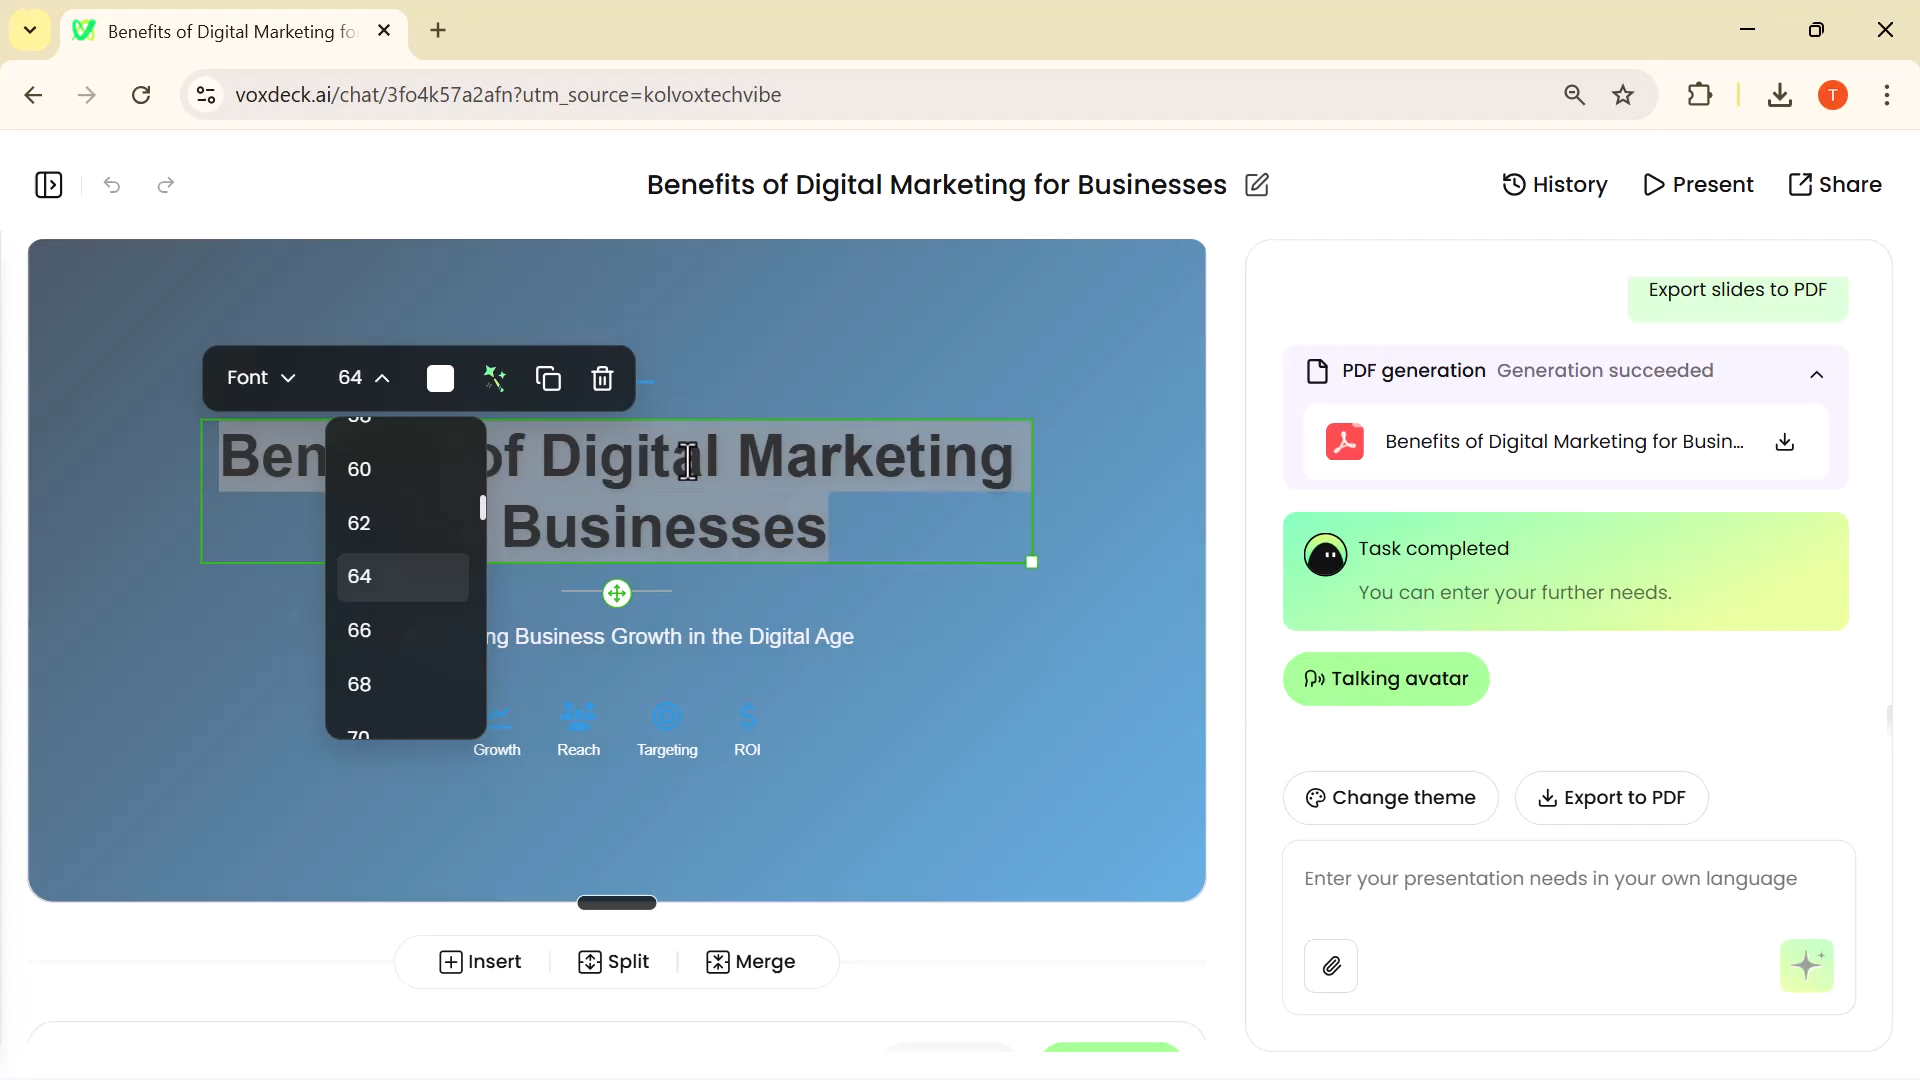 Benefits of Digital Marketing fo
voxdeck.ai/chat/3fo4k57a2afn?utm_source=kolvoxtechvibe
T
Benefits of Digital Marketing for Businesses
History
Present
Share
Font
64
60
62
64
66
68
70
Ben of Digital Marketing
Businesses
ng Business Growth in the Digital Age
Growth
Reach
Targeting
ROI
Insert
Split
Merge
Export slides to PDF
PDF generation Generation succeeded
Benefits of Digital Marketing for Busin...
Task completed
You can enter your further needs.
Talking avatar
Change theme
Export to PDF
Enter your presentation needs in your own language